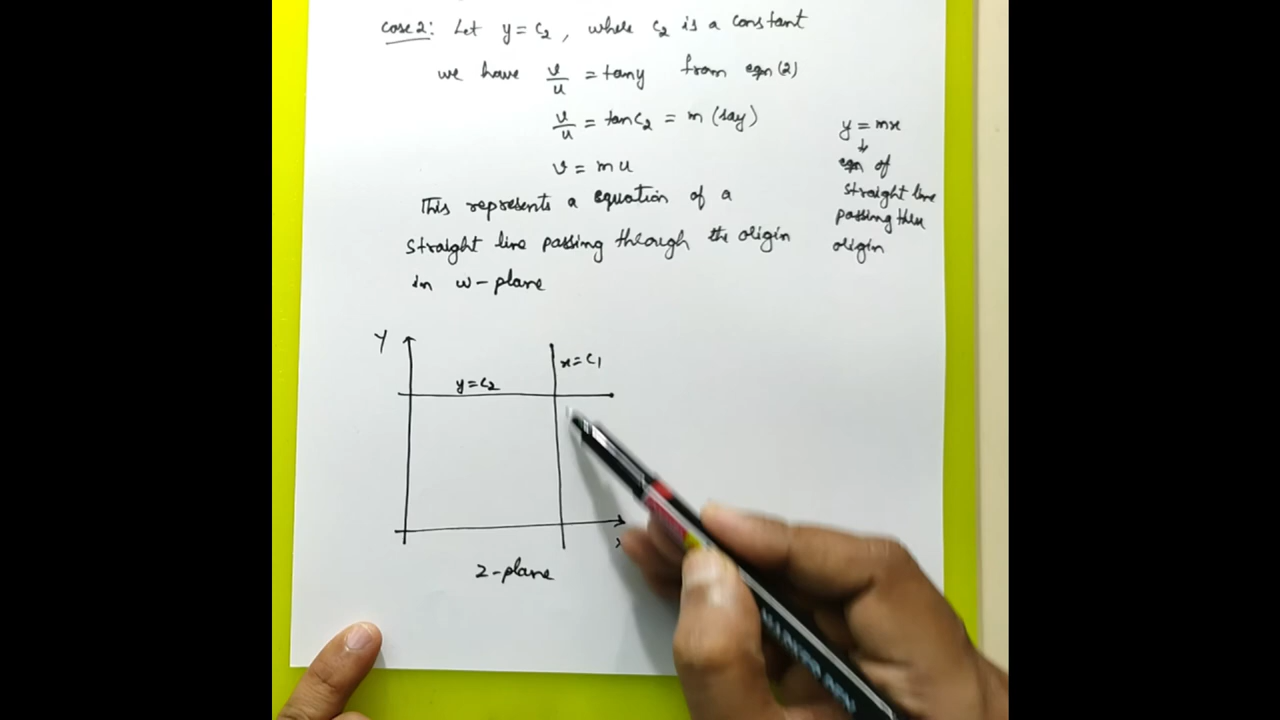 Case 2: Let y = c₂, where c₂ is a constant
we have v/u = tany from eqn (2)
v/u = tanc₂ = m (say)
v = mu
This represents a equation of a
straight line passing through the origin
in w-plane
y = mx
↓
eqn of
straight line
passing thru
origin
Y
x = c₁
y = c₂
x
z-plane